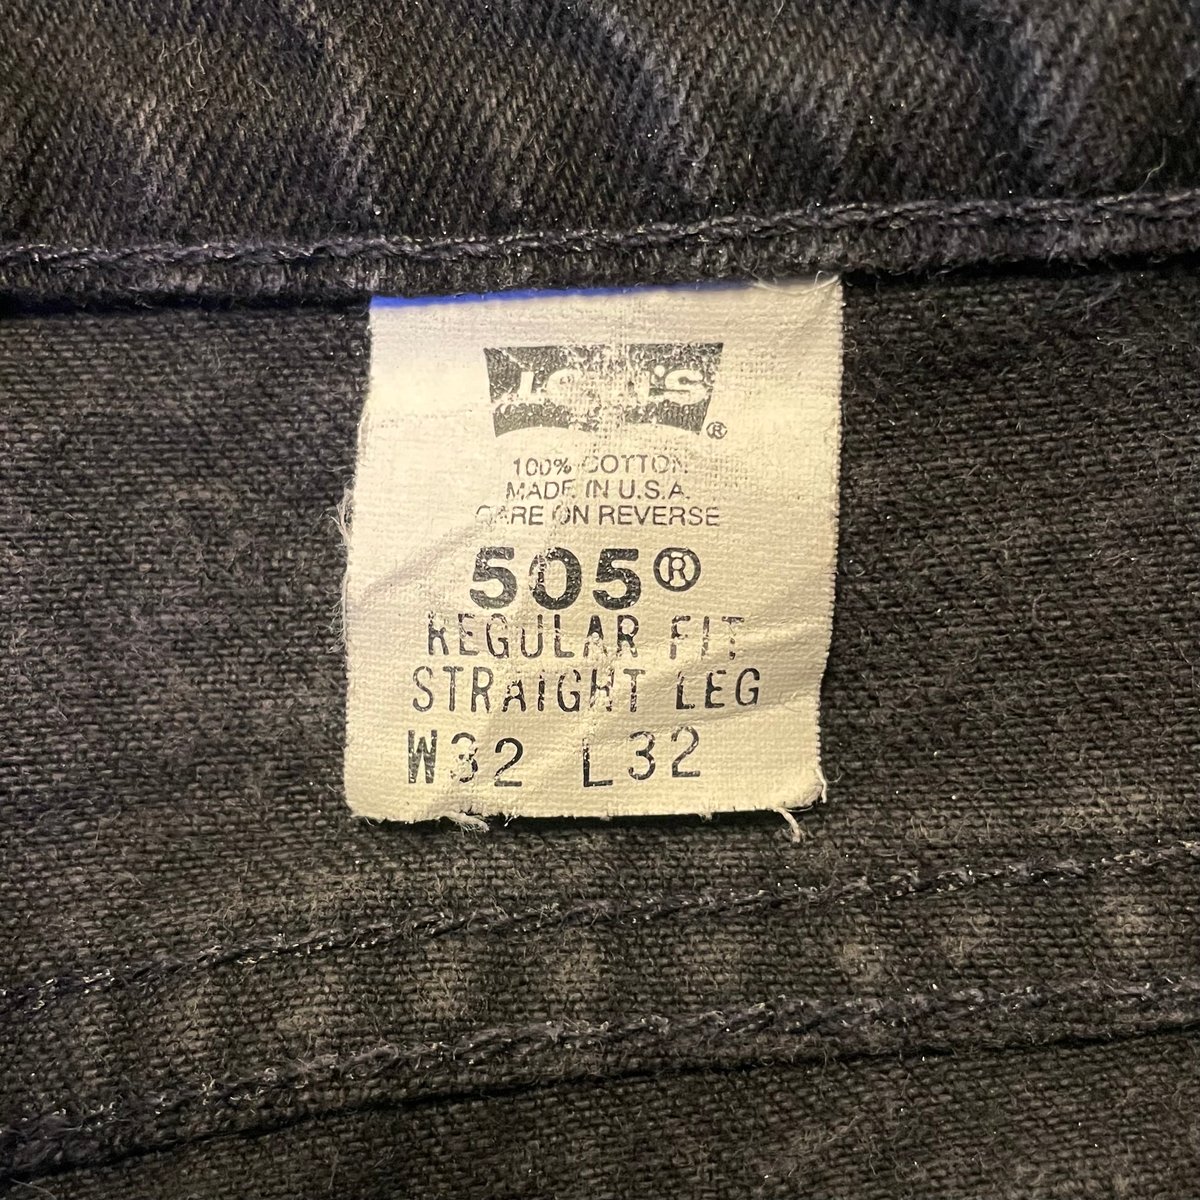 Levi's
®
100% COTTON
MADE IN U.S.A.
CARE ON REVERSE
505®
REGULAR FIT
STRAIGHT LEG
W32 L32